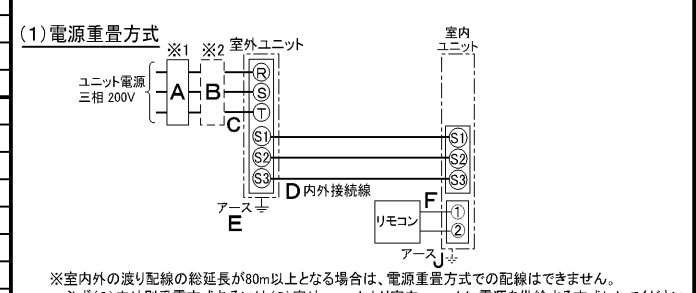 (1)電源重畳方式
※1 ※2 室外ユニット 室内ユニット
ユニット電源
三相 200V
A B C
R
S
T
S1 S1
S2 S2
S3 S3
D 内外接続線
アース
E
リモコン F ① ②
アース J
※室内外の渡り配線の総延長が80m以上となる場合は、電源重畳方式での配線はできません。